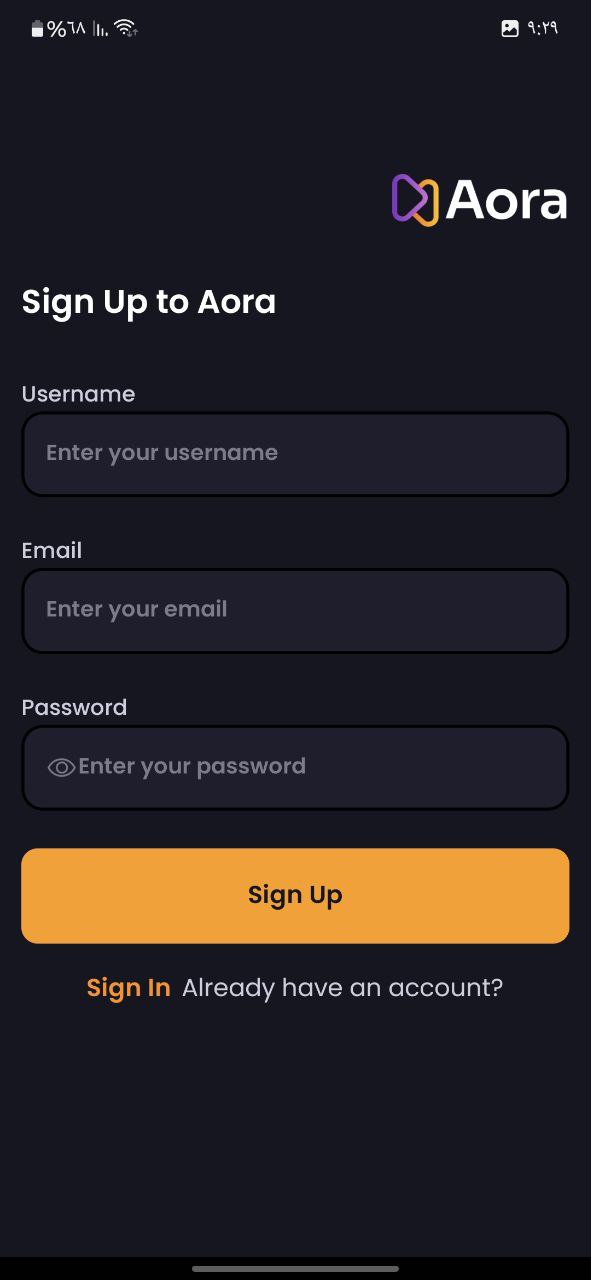 %٦٨ ٩:٢٩
Aora
Sign Up to Aora
Username
Enter your username
Email
Enter your email
Password
Enter your password
Sign Up
Sign In Already have an account?